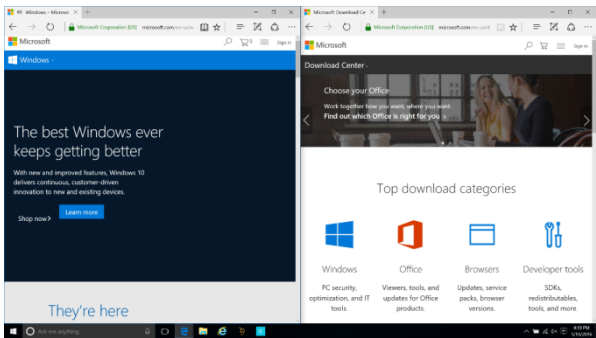 Windows - Microsoft
Microsoft Corporation [US]
Microsoft
Sign in
Windows
The best Windows ever
keeps getting better
With new and improved features, Windows 10
delivers continuous, customer-driven
innovation to new and existing devices.
Shop now
Learn more
They're here
Microsoft Download Ce
Microsoft Corporation [US]
Microsoft
Sign in
Download Center
Choose your Office
Work together how you want, where you want.
Find out which Office is right for you >
Top download categories
Windows
PC security,
optimization, and IT
tools.
Office
Viewers, tools, and
updates for Office
products.
Browsers
Updates, service
packs, browser
versions.
Developer tools
SDKs,
redistributables,
tools, and more.
Ask me anything